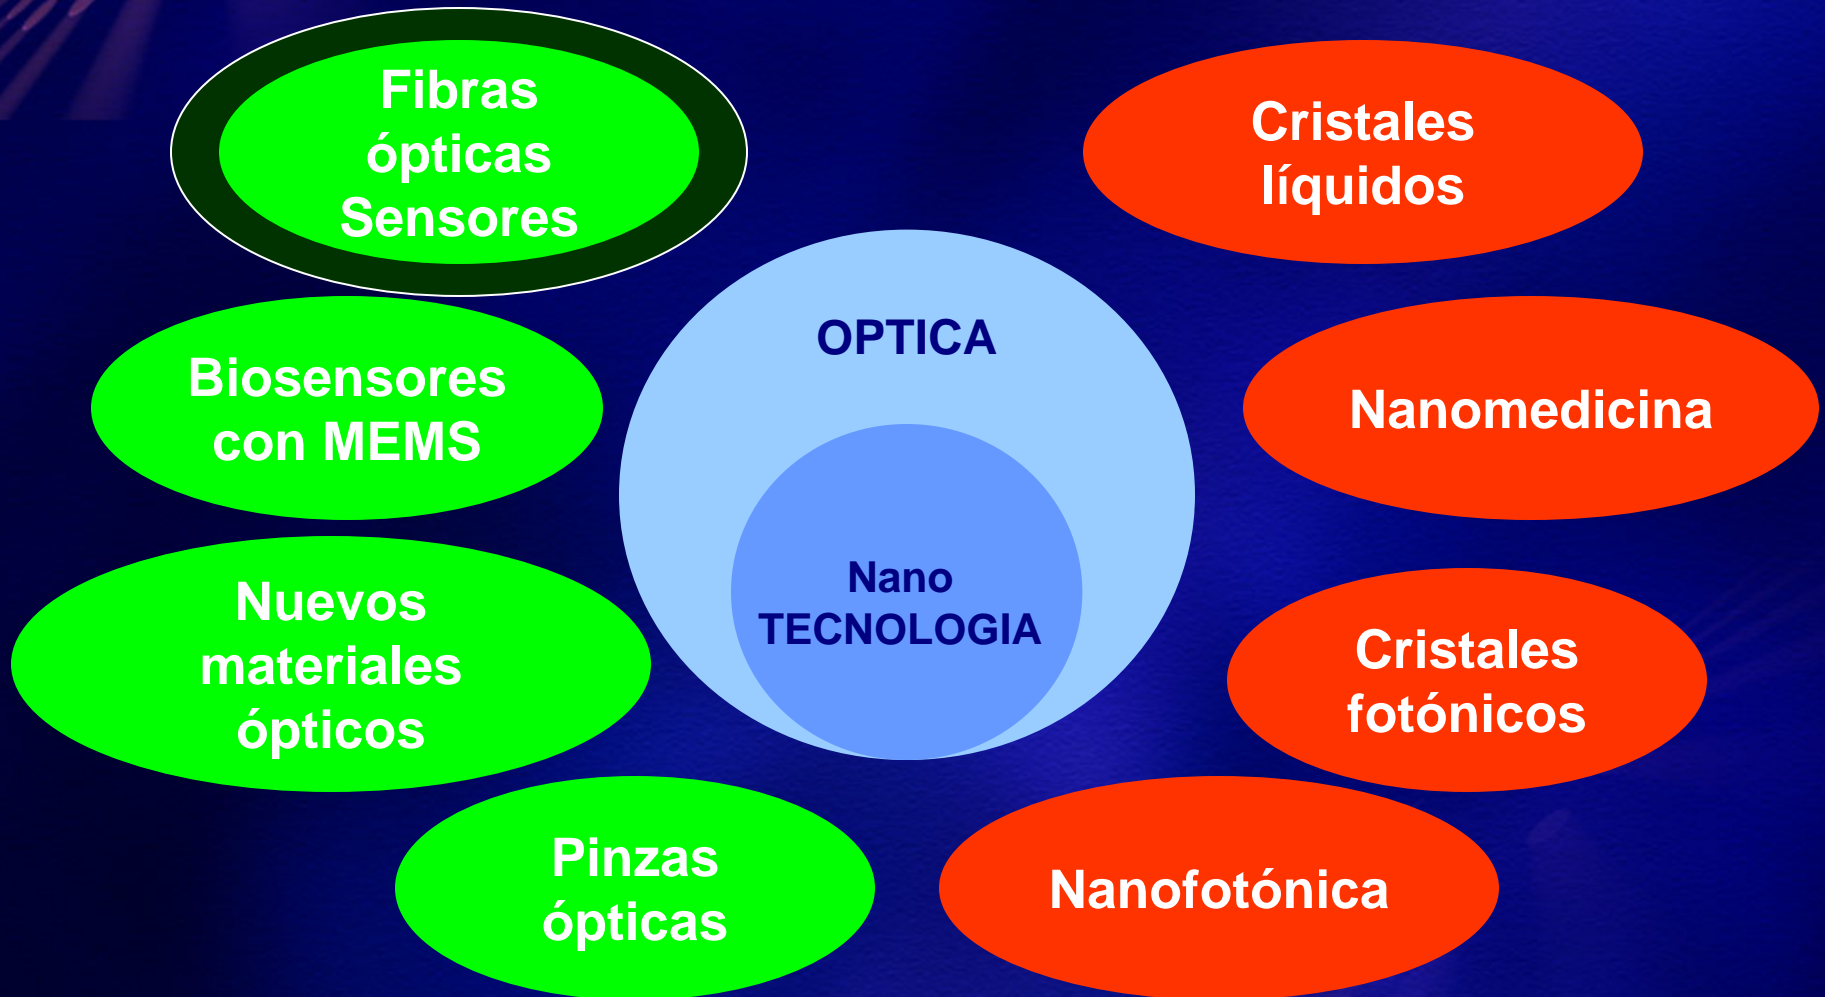 Fibras
ópticas
Sensores
Cristales
líquidos
OPTICA
Biosensores
con MEMS
Nanomedicina
Nano
TECNOLOGIA
Nuevos
materiales
ópticos
Cristales
fotónicos
Pinzas
ópticas
Nanofotónica